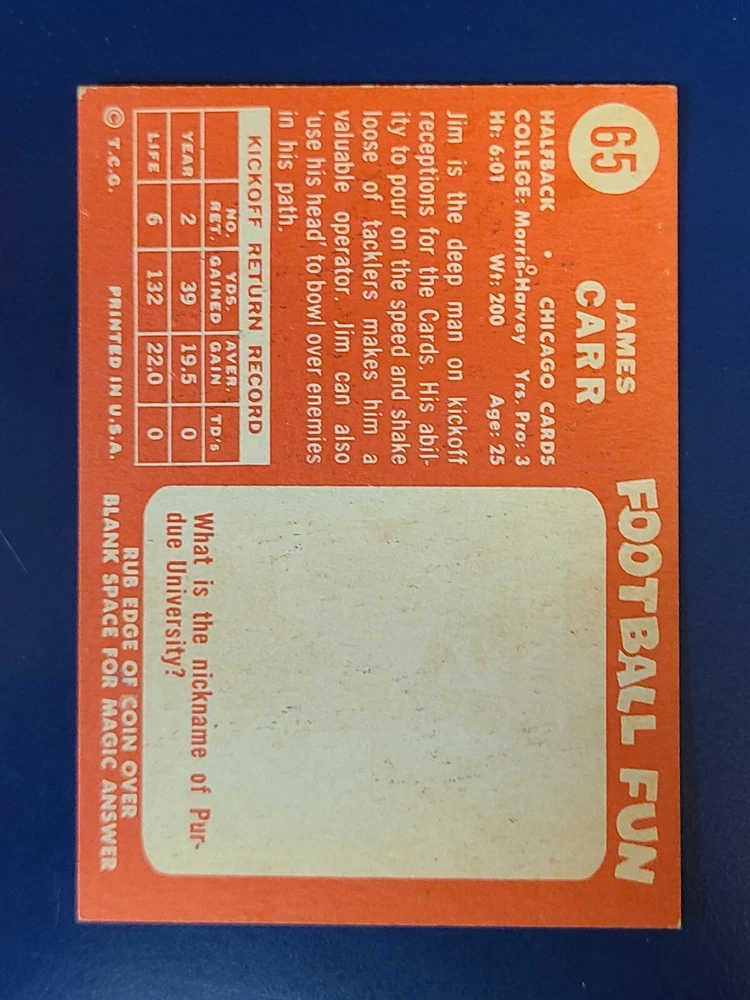 65
JAMES
CARR
HALFBACK • CHICAGO CARDS
COLLEGE: Morris-Harvey Yrs. Pro: 3
Ht: 6:01 Wt: 200 Age: 25
Jim is the deep man on kickoff
receptions for the Cards. His abil-
ity to pour on the speed and shake
loose of tacklers makes him a
valuable operator. Jim, can also
'use his head' to bowl over enemies
in his path.
KICKOFF RETURN RECORD
NO. RET. YDS. GAINED AVER. GAIN TD's
YEAR 2 39 19.5 0
LIFE 6 132 22.0 0
© T.C.G. PRINTED IN U.S.A.
FOOTBALL FUN
What is the nickname of Pur-
due University?
RUB EDGE OF COIN OVER
BLANK SPACE FOR MAGIC ANSWER